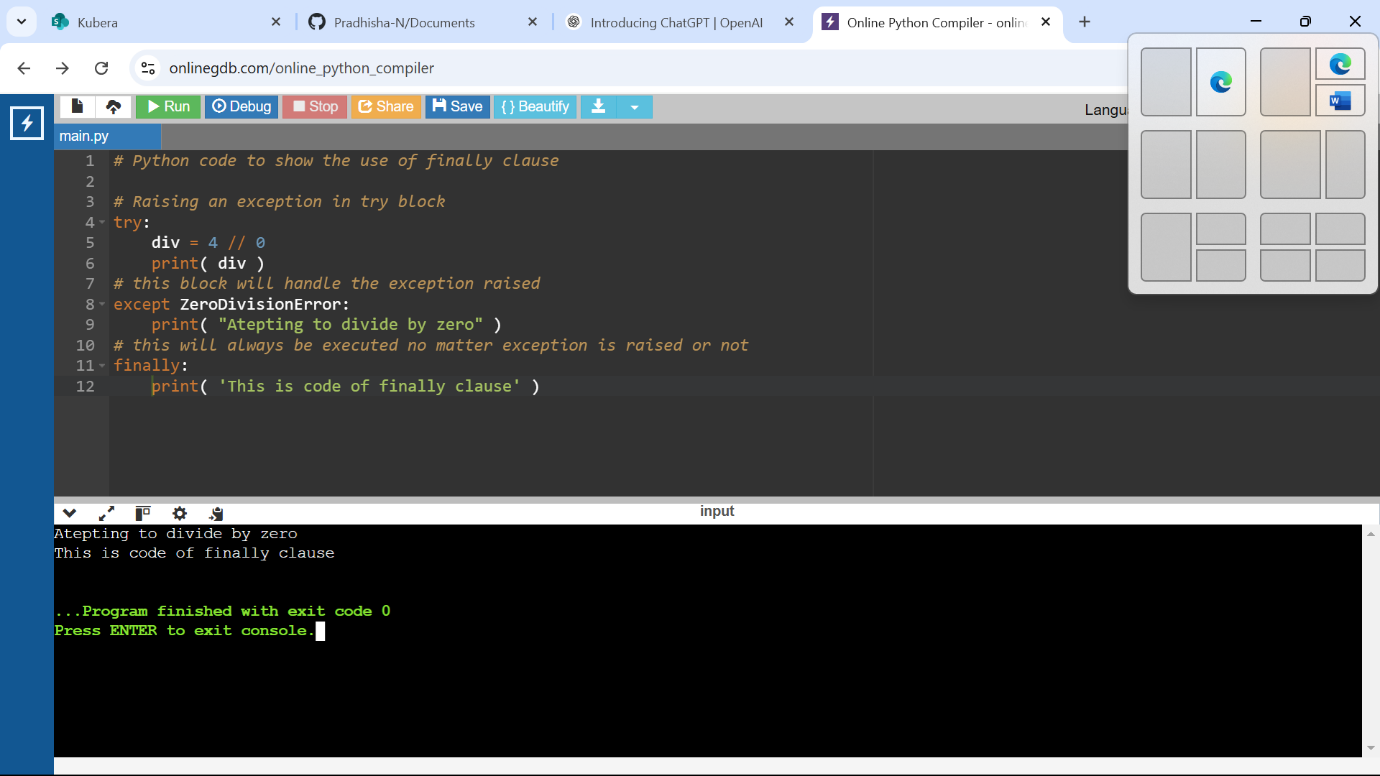 Kubera
Pradhisha-N/Documents
Introducing ChatGPT | OpenAI
Online Python Compiler - onlin
onlinegdb.com/online_python_compiler
Run
Debug
Stop
Share
Save
{ } Beautify
Langu
main.py
1 # Python code to show the use of finally clause
2
3 # Raising an exception in try block
4 try:
5     div = 4 // 0
6     print( div )
7 # this block will handle the exception raised
8 except ZeroDivisionError:
9     print( "Atepting to divide by zero" )
10 # this will always be executed no matter exception is raised or not
11 finally:
12     print( 'This is code of finally clause' )
input
Atepting to divide by zero
This is code of finally clause
...Program finished with exit code 0
Press ENTER to exit console.